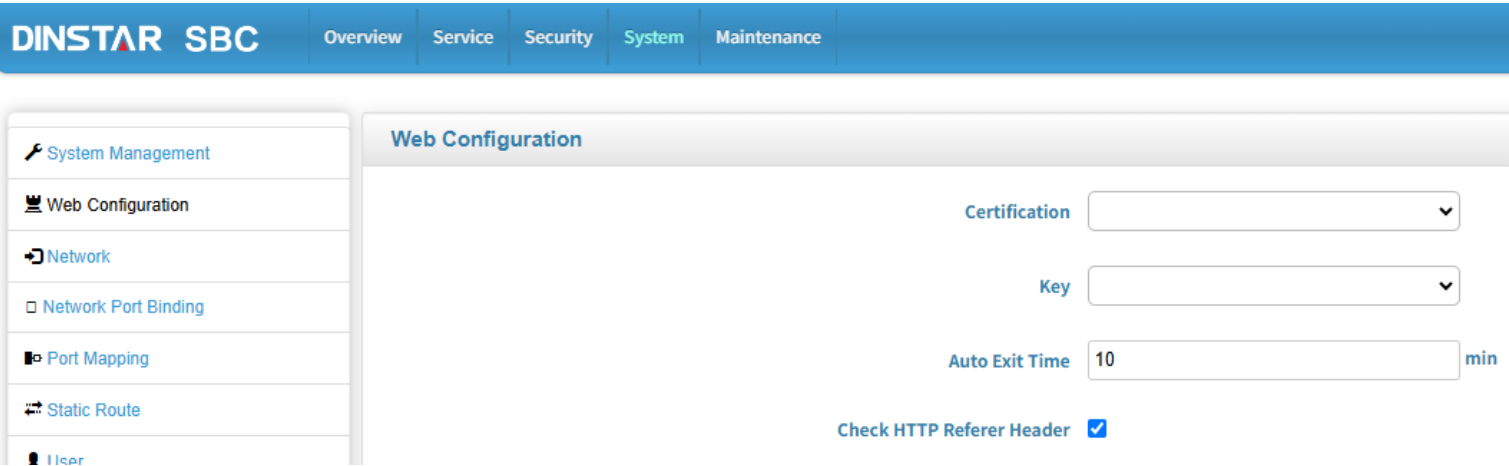 DINSTAR SBC Overview Service Security System Maintenance
Web Configuration
System Management
Web Configuration
Network
Network Port Binding
Port Mapping
Static Route
User
Certification
Key
Auto Exit Time 10 min
Check HTTP Referer Header